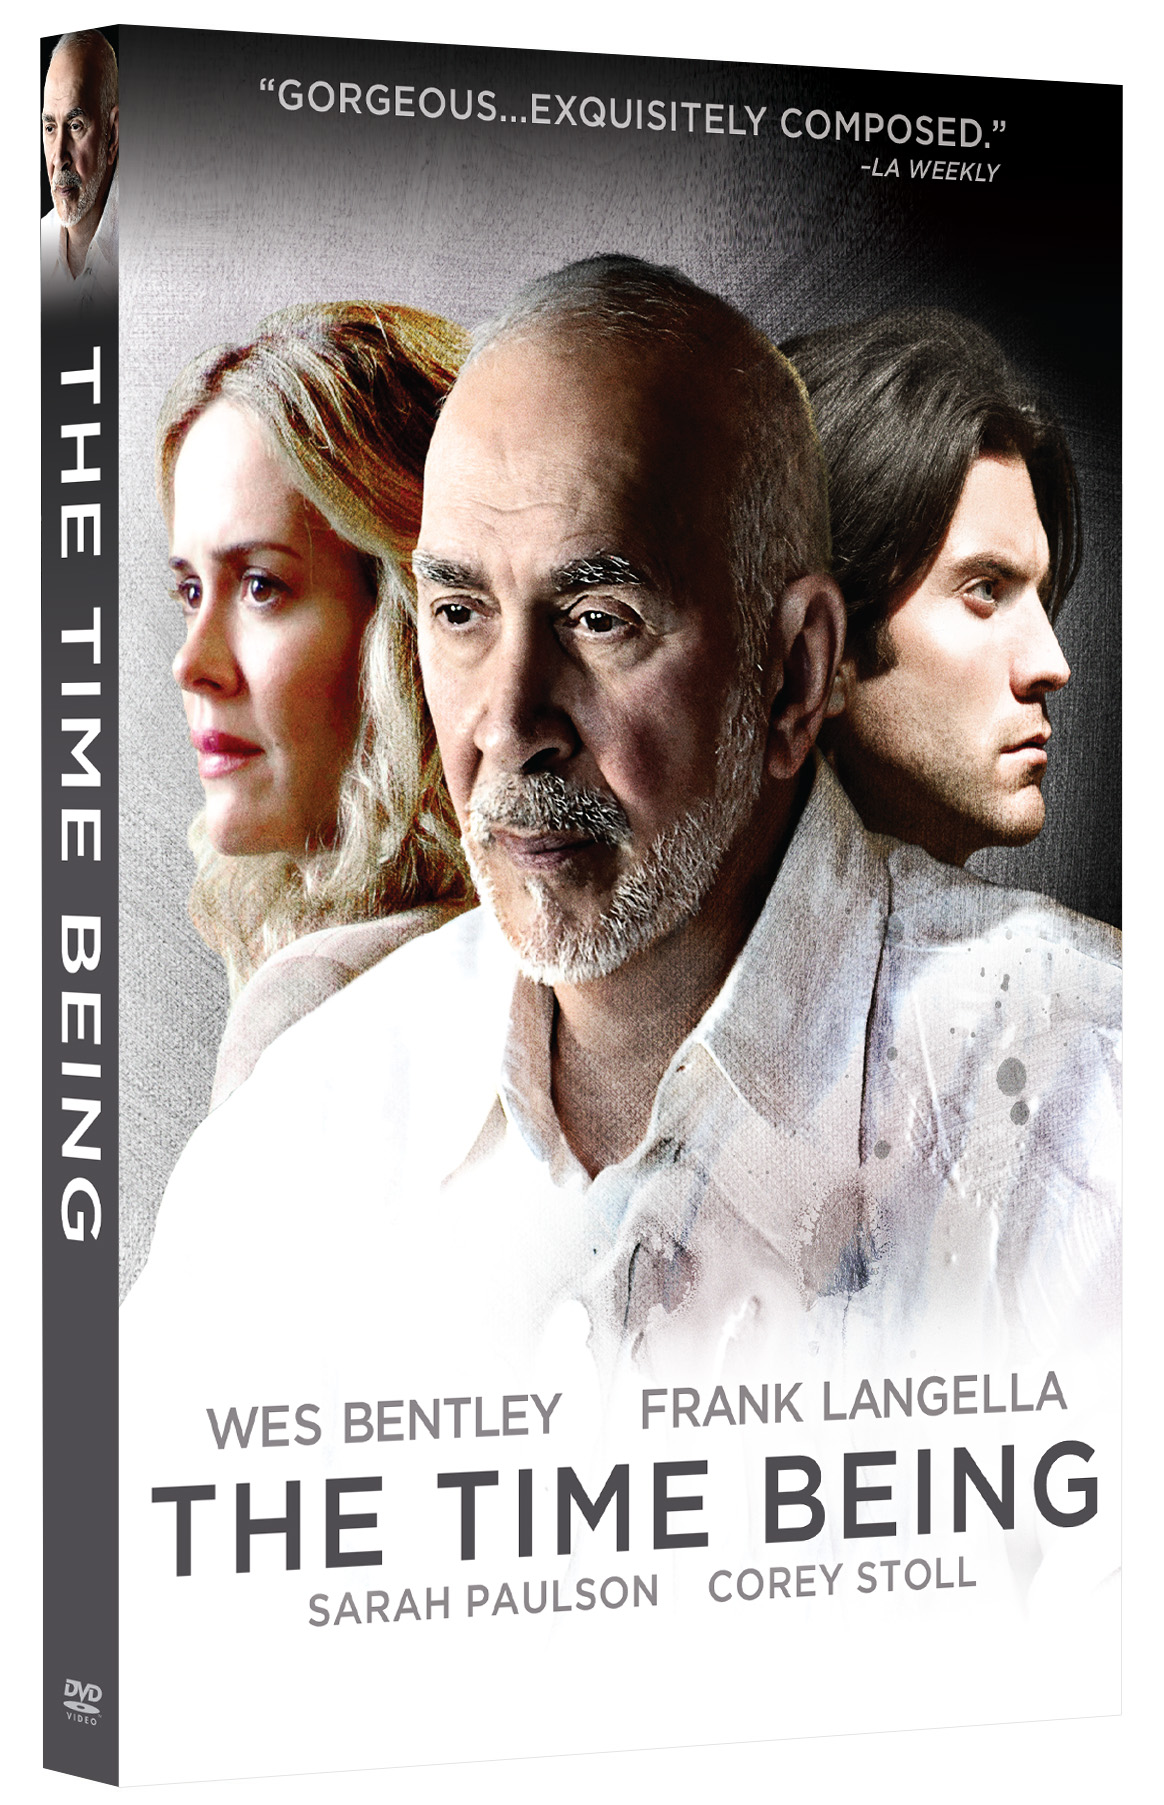 “GORGEOUS...EXQUISITELY COMPOSED.”
-LA WEEKLY
THE TIME BEING
WES BENTLEY FRANK LANGELLA
THE TIME BEING
SARAH PAULSON COREY STOLL
DVD
VIDEO™